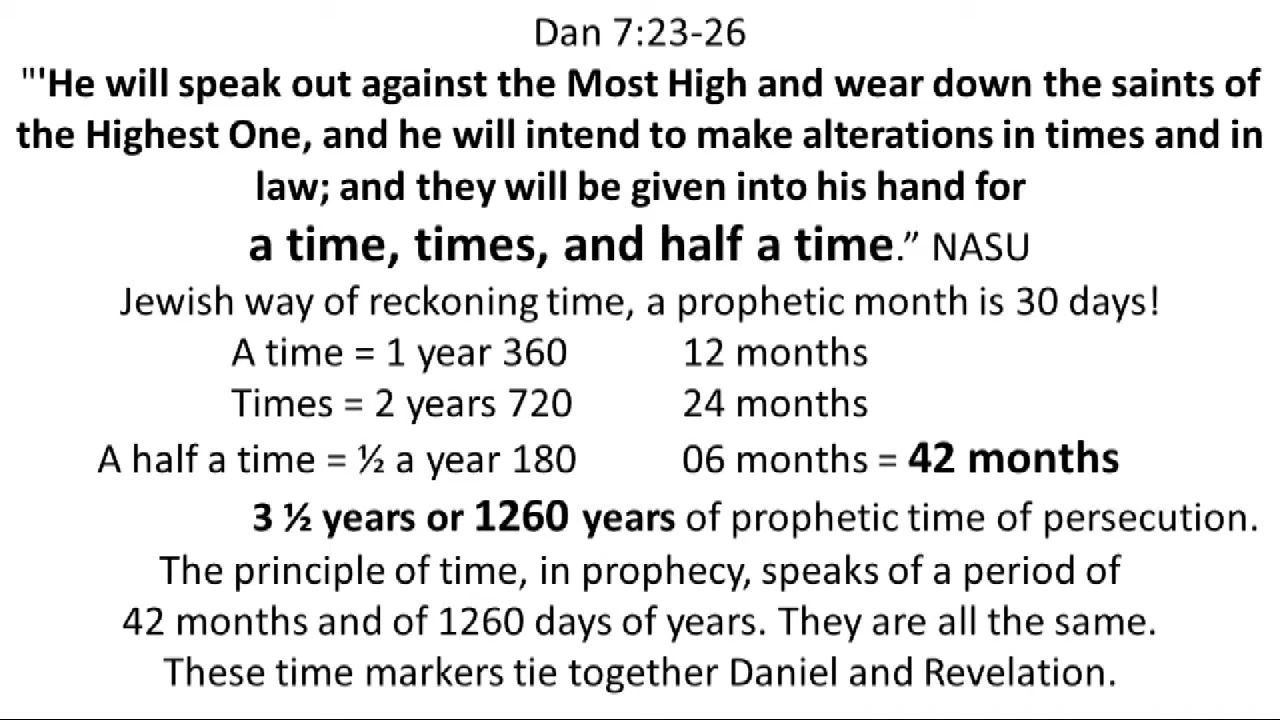 Dan 7:23-26
"'He will speak out against the Most High and wear down the saints of
the Highest One, and he will intend to make alterations in times and in
law; and they will be given into his hand for
a time, times, and half a time.” NASU
Jewish way of reckoning time, a prophetic month is 30 days!
A time = 1 year 360 12 months
Times = 2 years 720 24 months
A half a time = ½ a year 180 06 months = 42 months
3 ½ years or 1260 years of prophetic time of persecution.
The principle of time, in prophecy, speaks of a period of
42 months and of 1260 days of years. They are all the same.
These time markers tie together Daniel and Revelation.